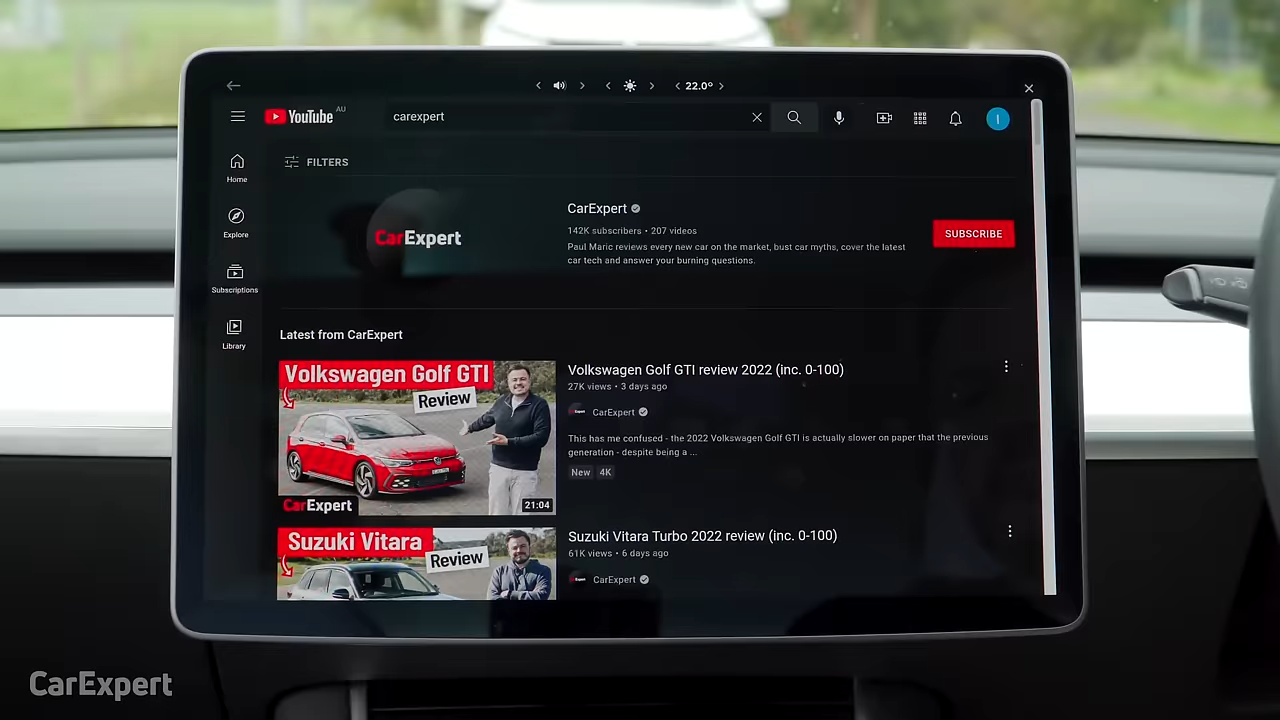 22.0°
YouTube AU
carexpert
FILTERS
Home
Explore
Subscriptions
Library
CarExpert
CarExpert
142K subscribers • 207 videos
Paul Maric reviews every new car on the market, bust car myths, cover the latest
car tech and answer your burning questions.
SUBSCRIBE
I
Latest from CarExpert
Volkswagen Golf GTI
Review
CarExpert
21:04
Volkswagen Golf GTI review 2022 (inc. 0-100)
27K views • 3 days ago
CarExpert
This has me confused - the 2022 Volkswagen Golf GTI is actually slower on paper that the previous
generation - despite being a ...
New 4K
Suzuki Vitara
Review
Suzuki Vitara Turbo 2022 review (inc. 0-100)
61K views • 6 days ago
CarExpert
CarExpert